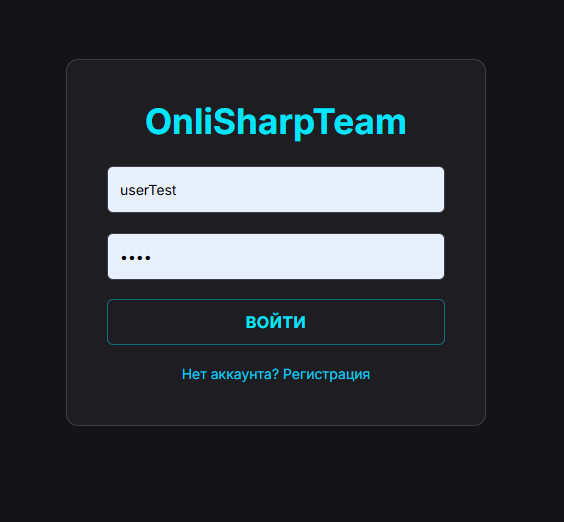 OnliSharpTeam
userTest
••••
ВОЙТИ
Нет аккаунта? Регистрация